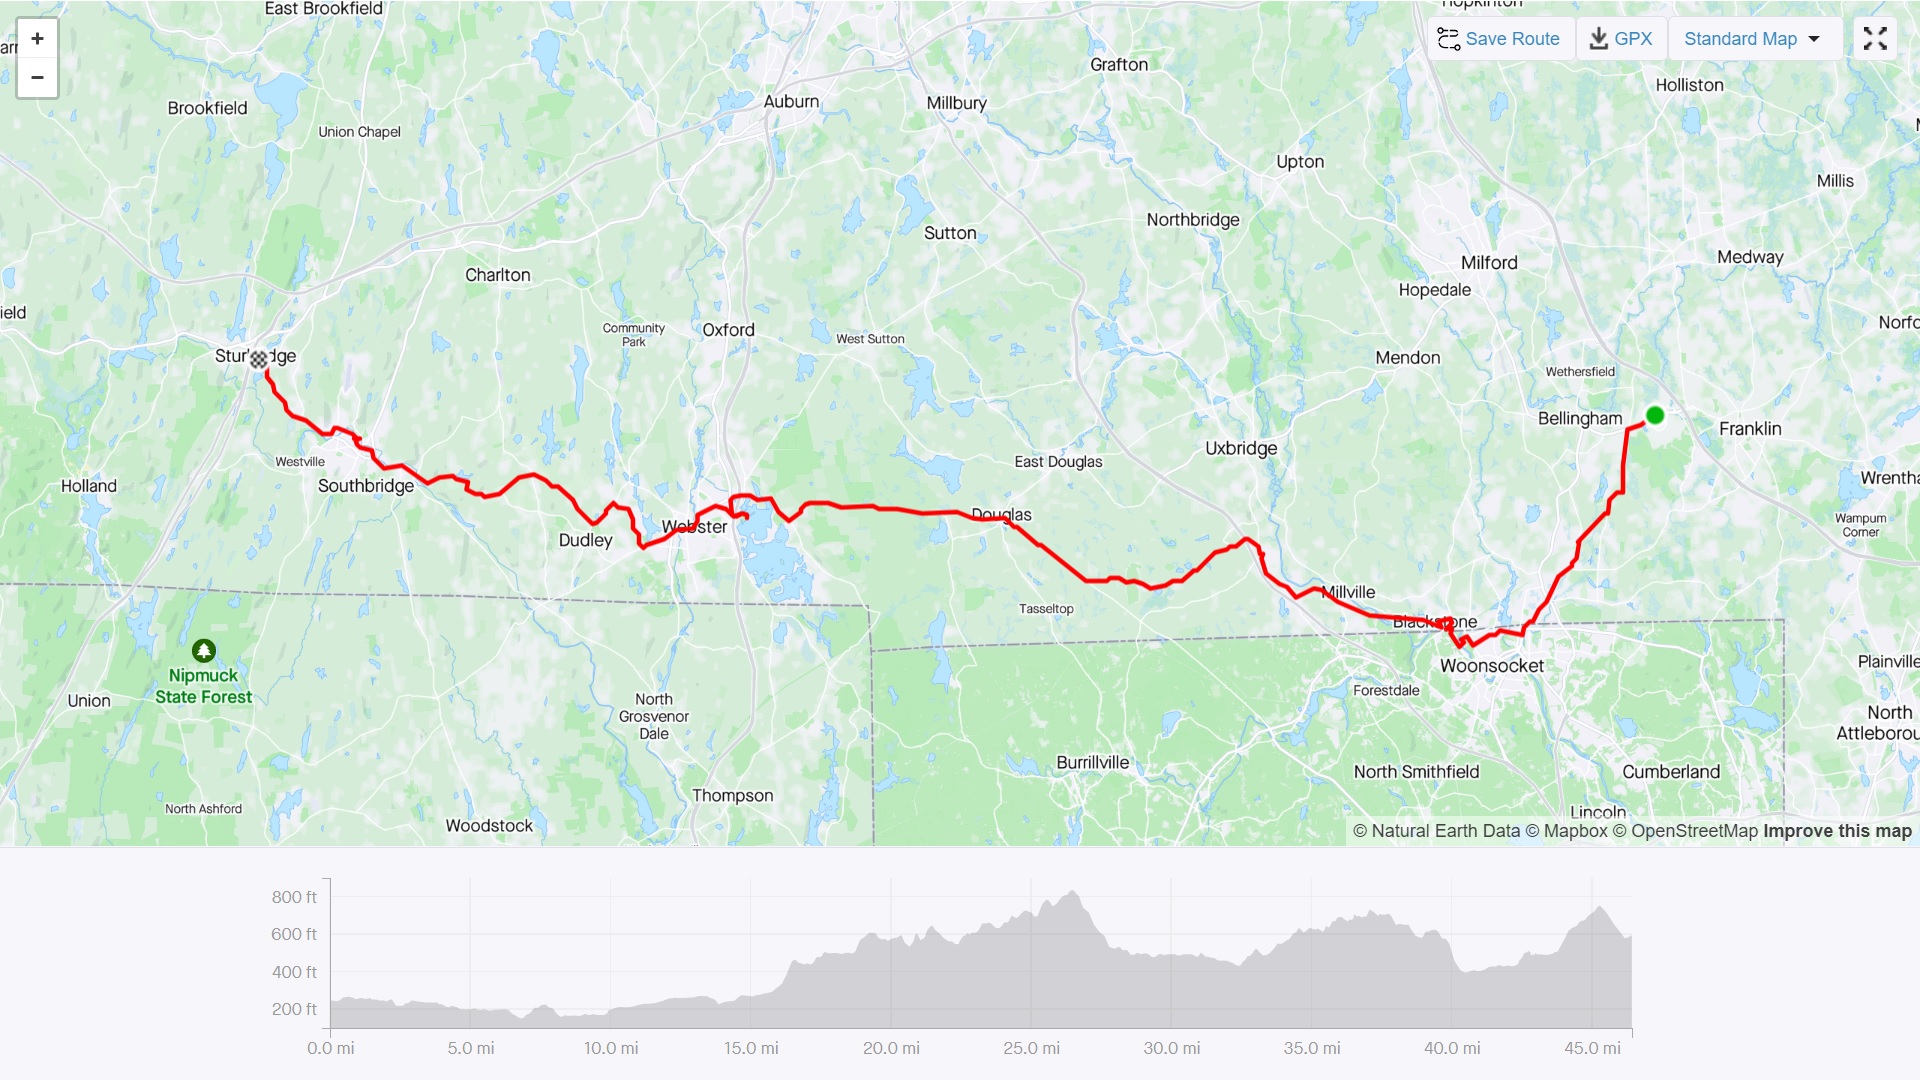 East Brookfield
Hopkinton
+
−
Save Route
GPX
Standard Map
Grafton
Holliston
Auburn
Millbury
Brookfield
Union Chapel
Upton
Millis
Northbridge
Sutton
Medway
Milford
Charlton
Hopedale
ield
Community
Park
Oxford
West Sutton
Norfo
Sturbridge
Mendon
Wethersfield
Bellingham
Franklin
Uxbridge
Westville
East Douglas
Holland
Southbridge
Wrentha
Douglas
Webster
Wampum
Corner
Dudley
Millville
Tasseltop
Blackstone
Woonsocket
Nipmuck
State Forest
Plainville
Forestdale
Union
North
Grosvenor
Dale
North
Attleborou
Burrillville
North Smithfield
Cumberland
Thompson
North Ashford
Lincoln
Woodstock
© Natural Earth Data © Mapbox © OpenStreetMap Improve this map
800 ft
600 ft
400 ft
200 ft
0.0 mi 5.0 mi 10.0 mi 15.0 mi 20.0 mi 25.0 mi 30.0 mi 35.0 mi 40.0 mi 45.0 mi